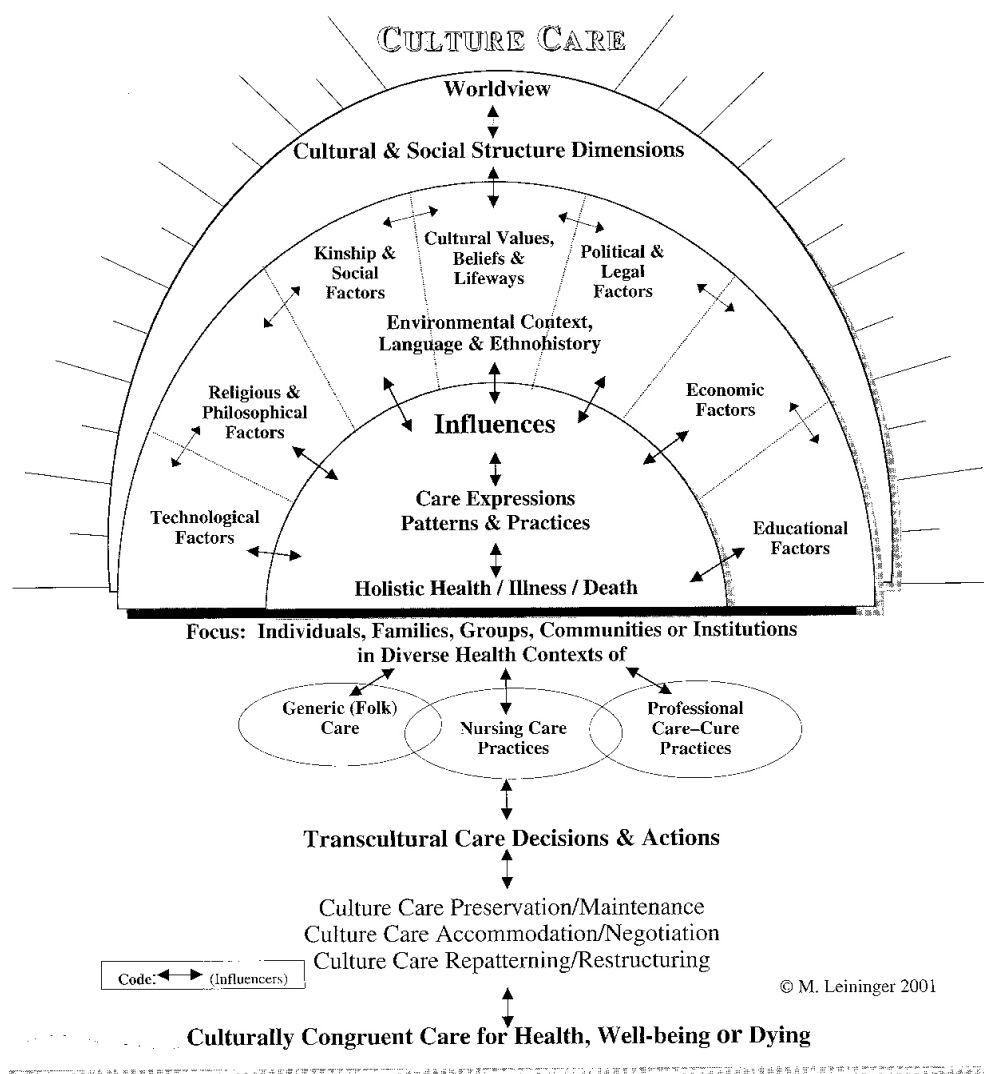 CULTURE CARE
Worldview
Cultural & Social Structure Dimensions
Kinship &
Social
Factors
Cultural Values,
Beliefs &
Lifeways
Political &
Legal
Factors
Environmental Context,
Language & Ethnohistory
Religious &
Philosophical
Factors
Economic
Factors
Influences
Technological
Factors
Care Expressions
Patterns & Practices
Educational
Factors
Holistic Health / Illness / Death
Focus: Individuals, Families, Groups, Communities or Institutions
in Diverse Health Contexts of
Generic (Folk)
Care
Nursing Care
Practices
Professional
Care–Cure
Practices
Transcultural Care Decisions & Actions
Culture Care Preservation/Maintenance
Culture Care Accommodation/Negotiation
Culture Care Repatterning/Restructuring
Code: (Influencers)
© M. Leininger 2001
Culturally Congruent Care for Health, Well-being or Dying